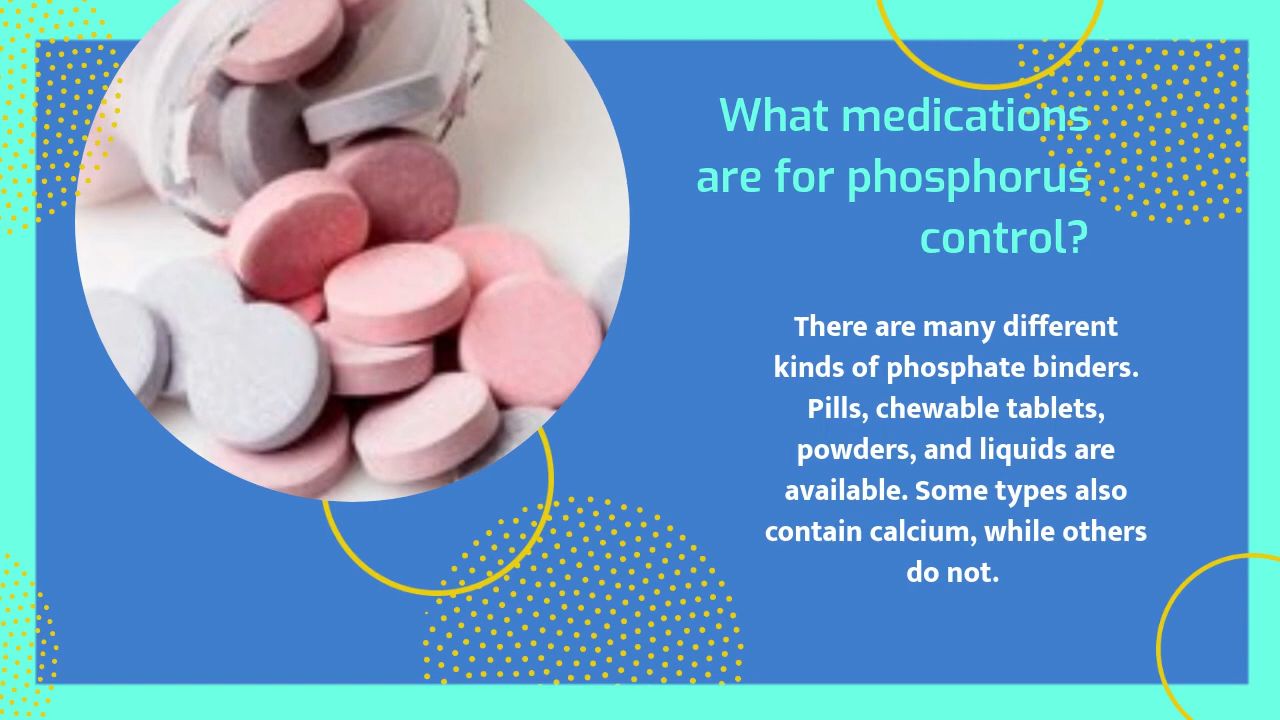 What medications
are for phosphorus
control?
There are many different
kinds of phosphate binders.
Pills, chewable tablets,
powders, and liquids are
available. Some types also
contain calcium, while others
do not.